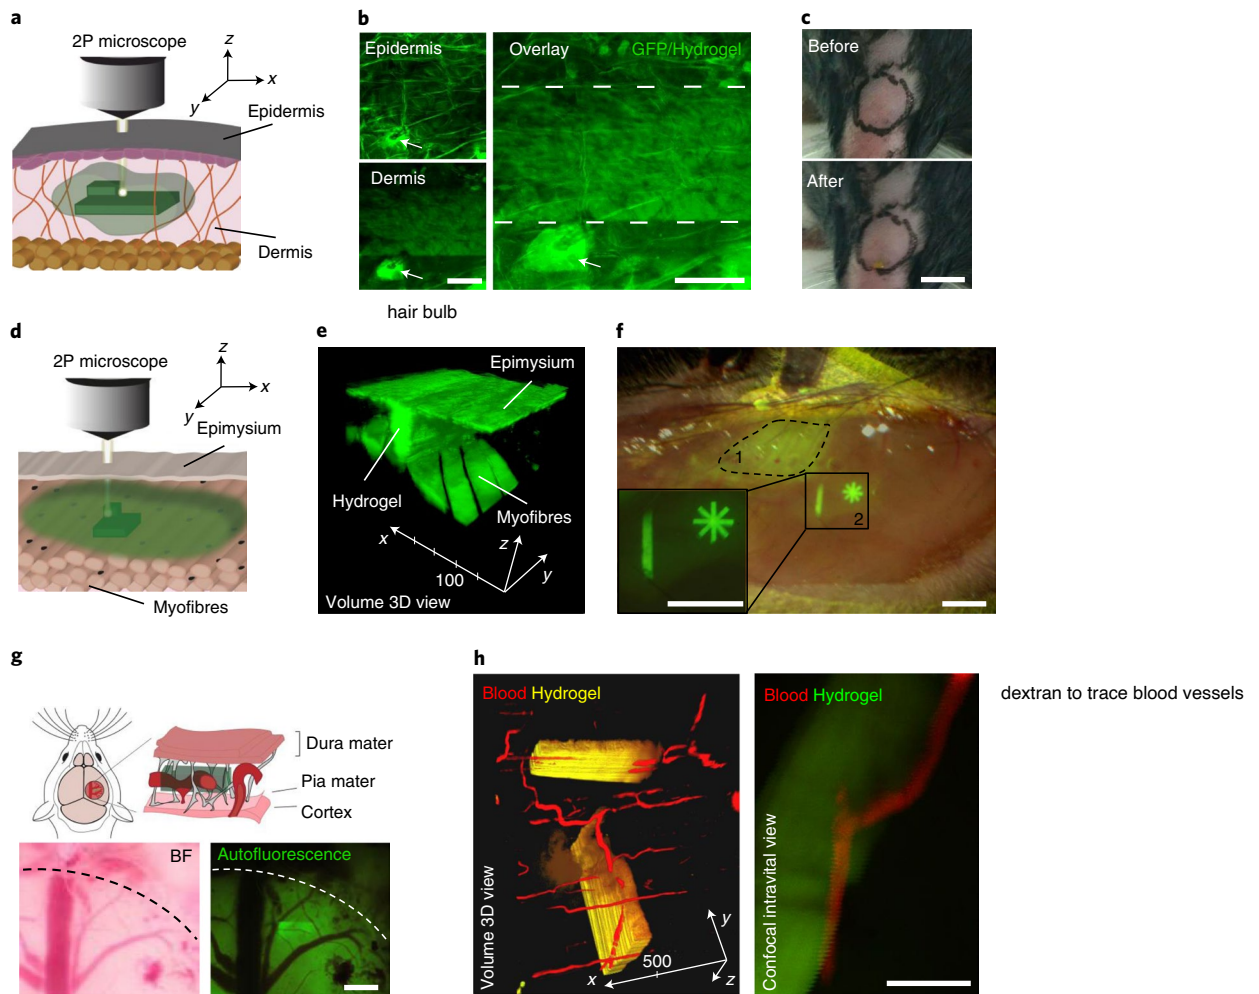 a
2P microscope
z
x
y
Epidermis
Dermis
b
Epidermis
Dermis
Overlay
GFP/Hydrogel
c
Before
After
hair bulb
d
2P microscope
z
x
y
Epimysium
Myofibres
e
Epimysium
Hydrogel
Myofibres
x
z
y
100
Volume 3D view
f
1
2
g
Dura mater
Pia mater
Cortex
BF
Autofluorescence
h
Blood Hydrogel
Volume 3D view
y
500
x
z
Blood Hydrogel
Confocal intravital view
dextran to trace blood vessels